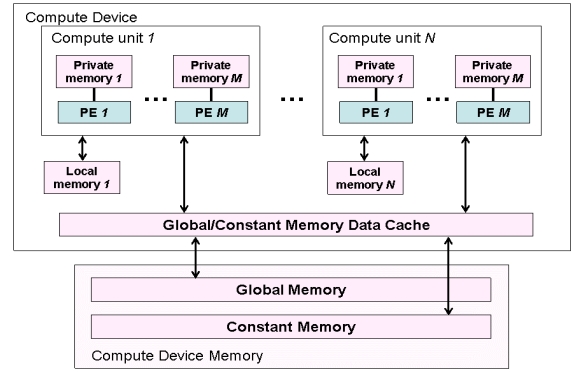 Compute Device
Compute unit 1
Compute unit N
Private memory 1
Private memory M
Private memory 1
Private memory M
PE 1
...
PE M
...
PE 1
...
PE M
Local memory 1
Local memory N
Global/Constant Memory Data Cache
Global Memory
Constant Memory
Compute Device Memory